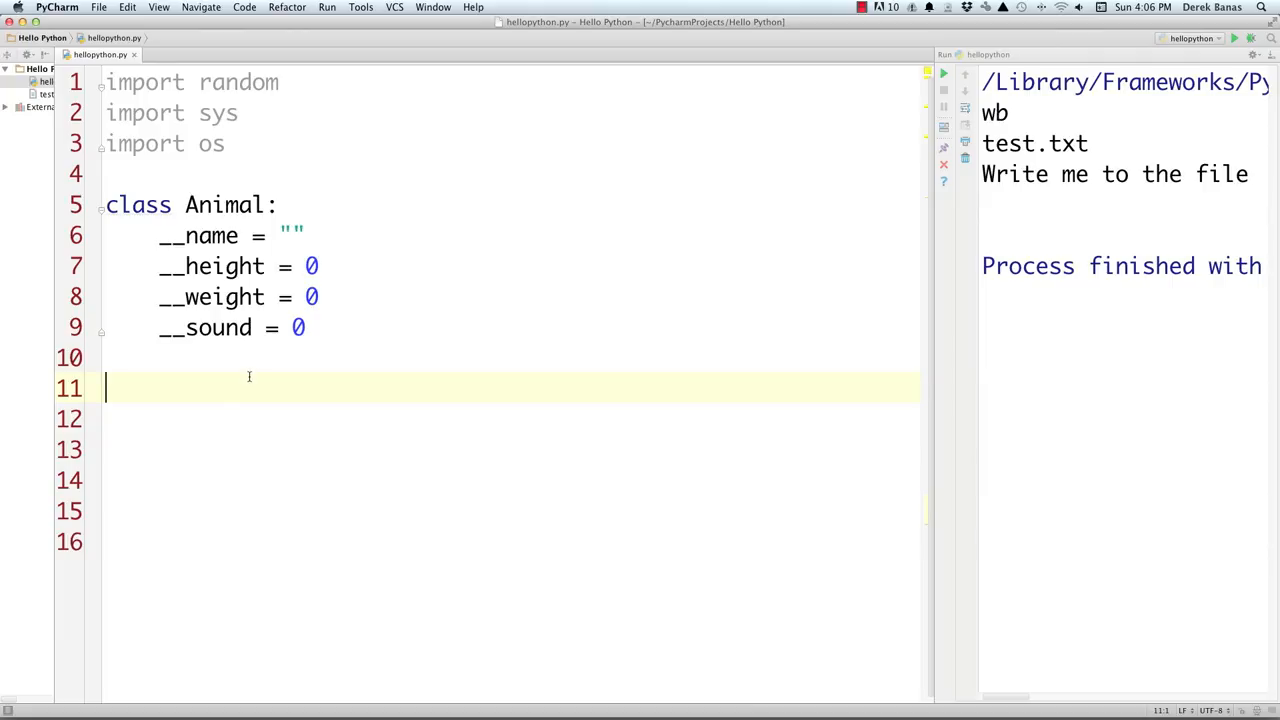 PyCharm File Edit View Navigate Code Refactor Run Tools VCS Window Help 10 Sun 4:06 PM Derek Banas
hellopython.py – Hello Python – [~/PycharmProjects/Hello Python]
Hello Python hellopython.py hellopython
hellopython.py Run hellopython
Hello P
hell
test
Extern
1 import random
2 import sys
3 import os
4
5 class Animal:
6 __name = ""
7 __height = 0
8 __weight = 0
9 __sound = 0
10
11
12
13
14
15
16
/Library/Frameworks/Py
wb
test.txt
Write me to the file
Process finished with
11:1 LF UTF-8